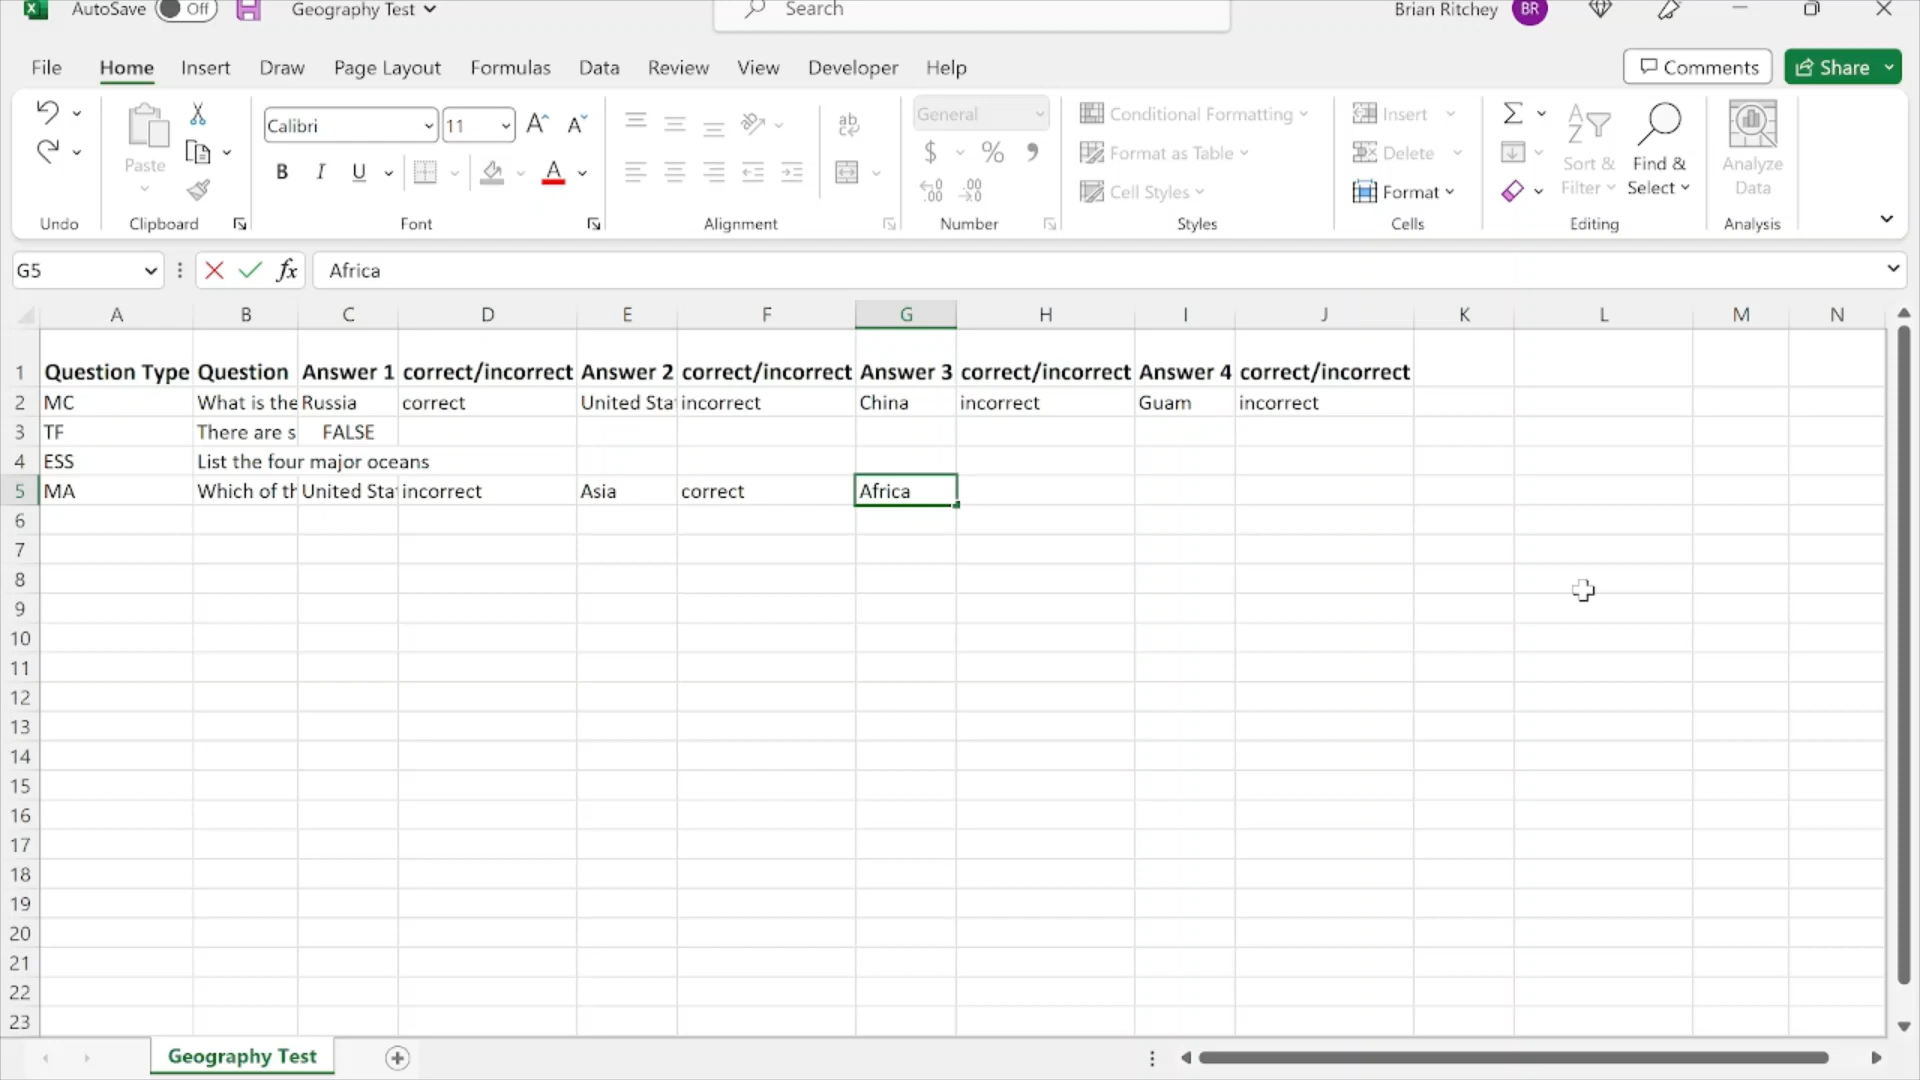 AutoSave Off Geography Test Search Brian Ritchey BR
File Home Insert Draw Page Layout Formulas Data Review View Developer Help Comments Share
Calibri 11 General Conditional Formatting Insert
Paste Format as Table Delete Sort & Find & Analyze
B I U $ % Cell Styles Format Filter Select Data
Undo Clipboard Font Alignment Number Styles Cells Editing Analysis
G5 fx Africa
A B C D E F G H I J K L M N
1 Question Type Question Answer 1 correct/incorrect Answer 2 correct/incorrect Answer 3 correct/incorrect Answer 4 correct/incorrect
2 MC What is the Russia correct United Sta incorrect China incorrect Guam incorrect
3 TF There are s FALSE
4 ESS List the four major oceans
5 MA Which of th United Sta incorrect Asia correct Africa
6
7
8
9
10
11
12
13
14
15
16
17
18
19
20
21
22
23
Geography Test